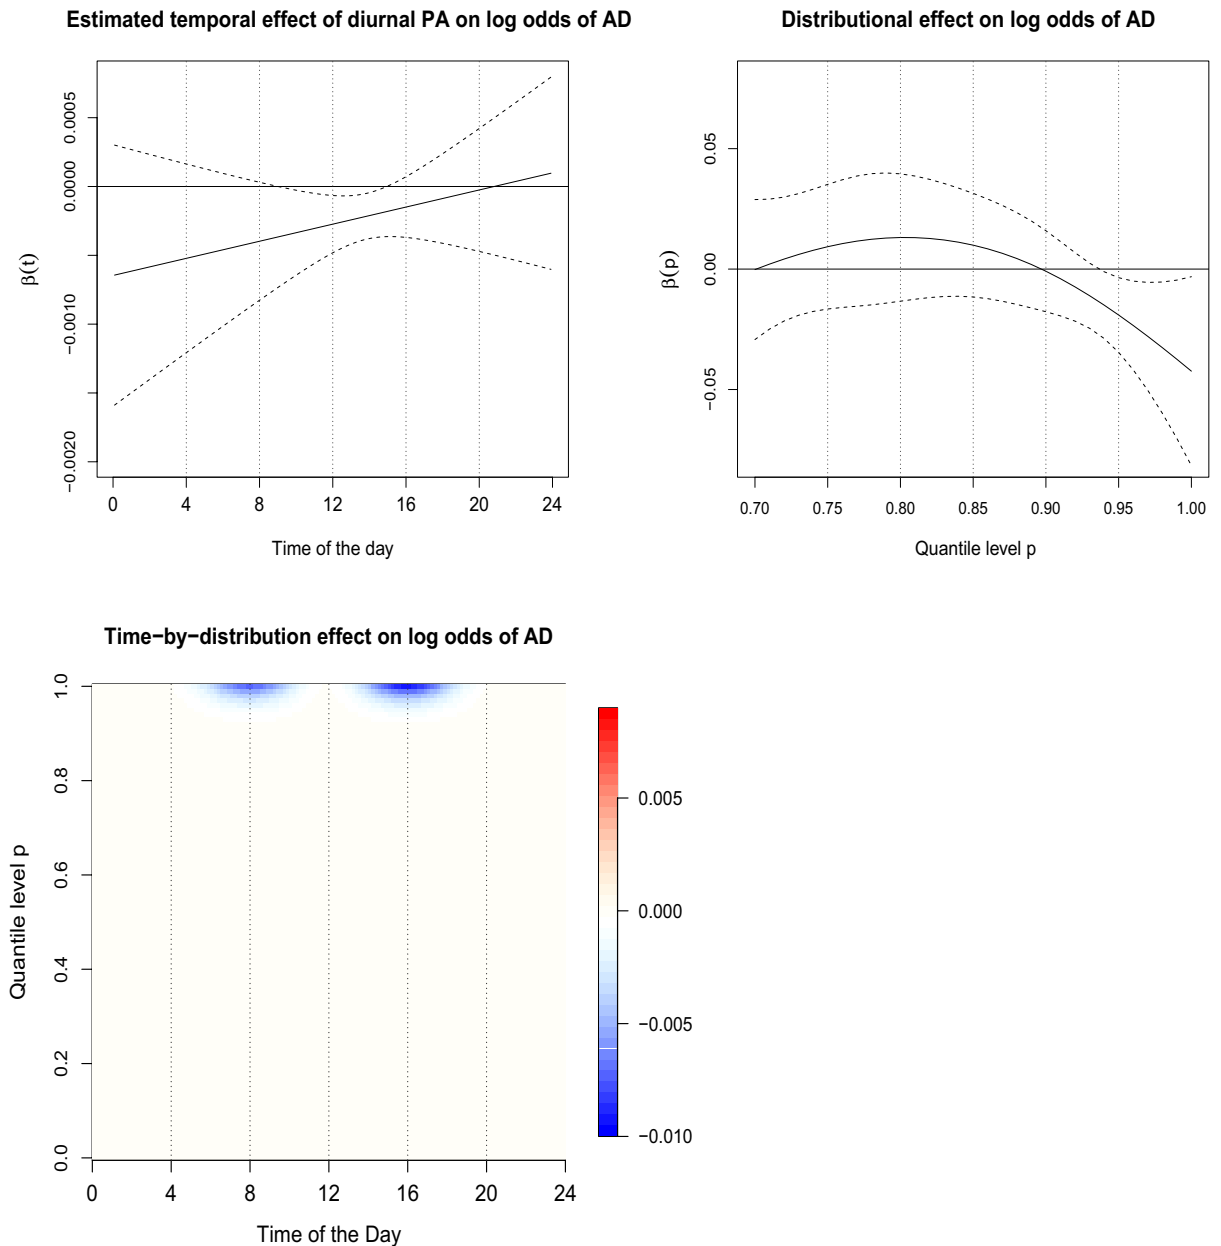 Estimated temporal effect of diurnal PA on log odds of AD
β(t)
0.0005
0.0000
−0.0010
−0.0020
0 4 8 12 16 20 24
Time of the day
Distributional effect on log odds of AD
β(p)
0.05
0.00
−0.05
0.70 0.75 0.80 0.85 0.90 0.95 1.00
Quantile level p
Time−by−distribution effect on log odds of AD
Quantile level p
1.0
0.8
0.6
0.4
0.2
0.0
0 4 8 12 16 20 24
Time of the Day
0.005
0.000
−0.005
−0.010